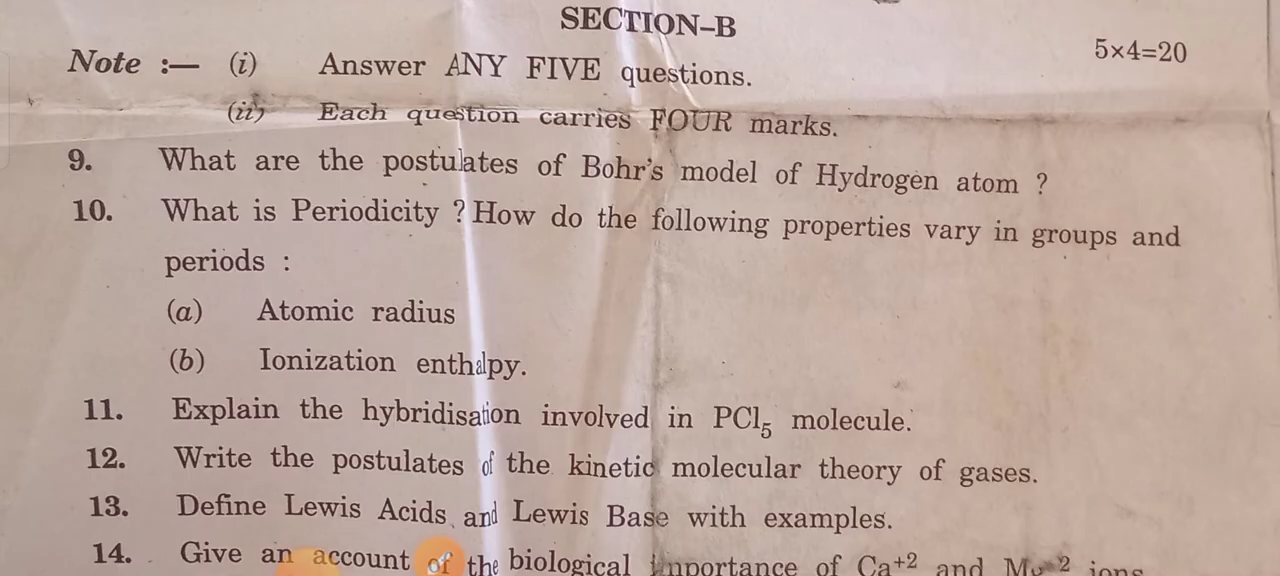 SECTION–B
5×4=20
Note :— (i) Answer ANY FIVE questions.
(ii) Each question carries FOUR marks.
9. What are the postulates of Bohr's model of Hydrogen atom ?
10. What is Periodicity ? How do the following properties vary in groups and
periods :
(a) Atomic radius
(b) Ionization enthalpy.
11. Explain the hybridisation involved in PCl₅ molecule.
12. Write the postulates of the kinetic molecular theory of gases.
13. Define Lewis Acids and Lewis Base with examples.
14. Give an account of the biological importance of Ca⁺² and Mg⁺² ions